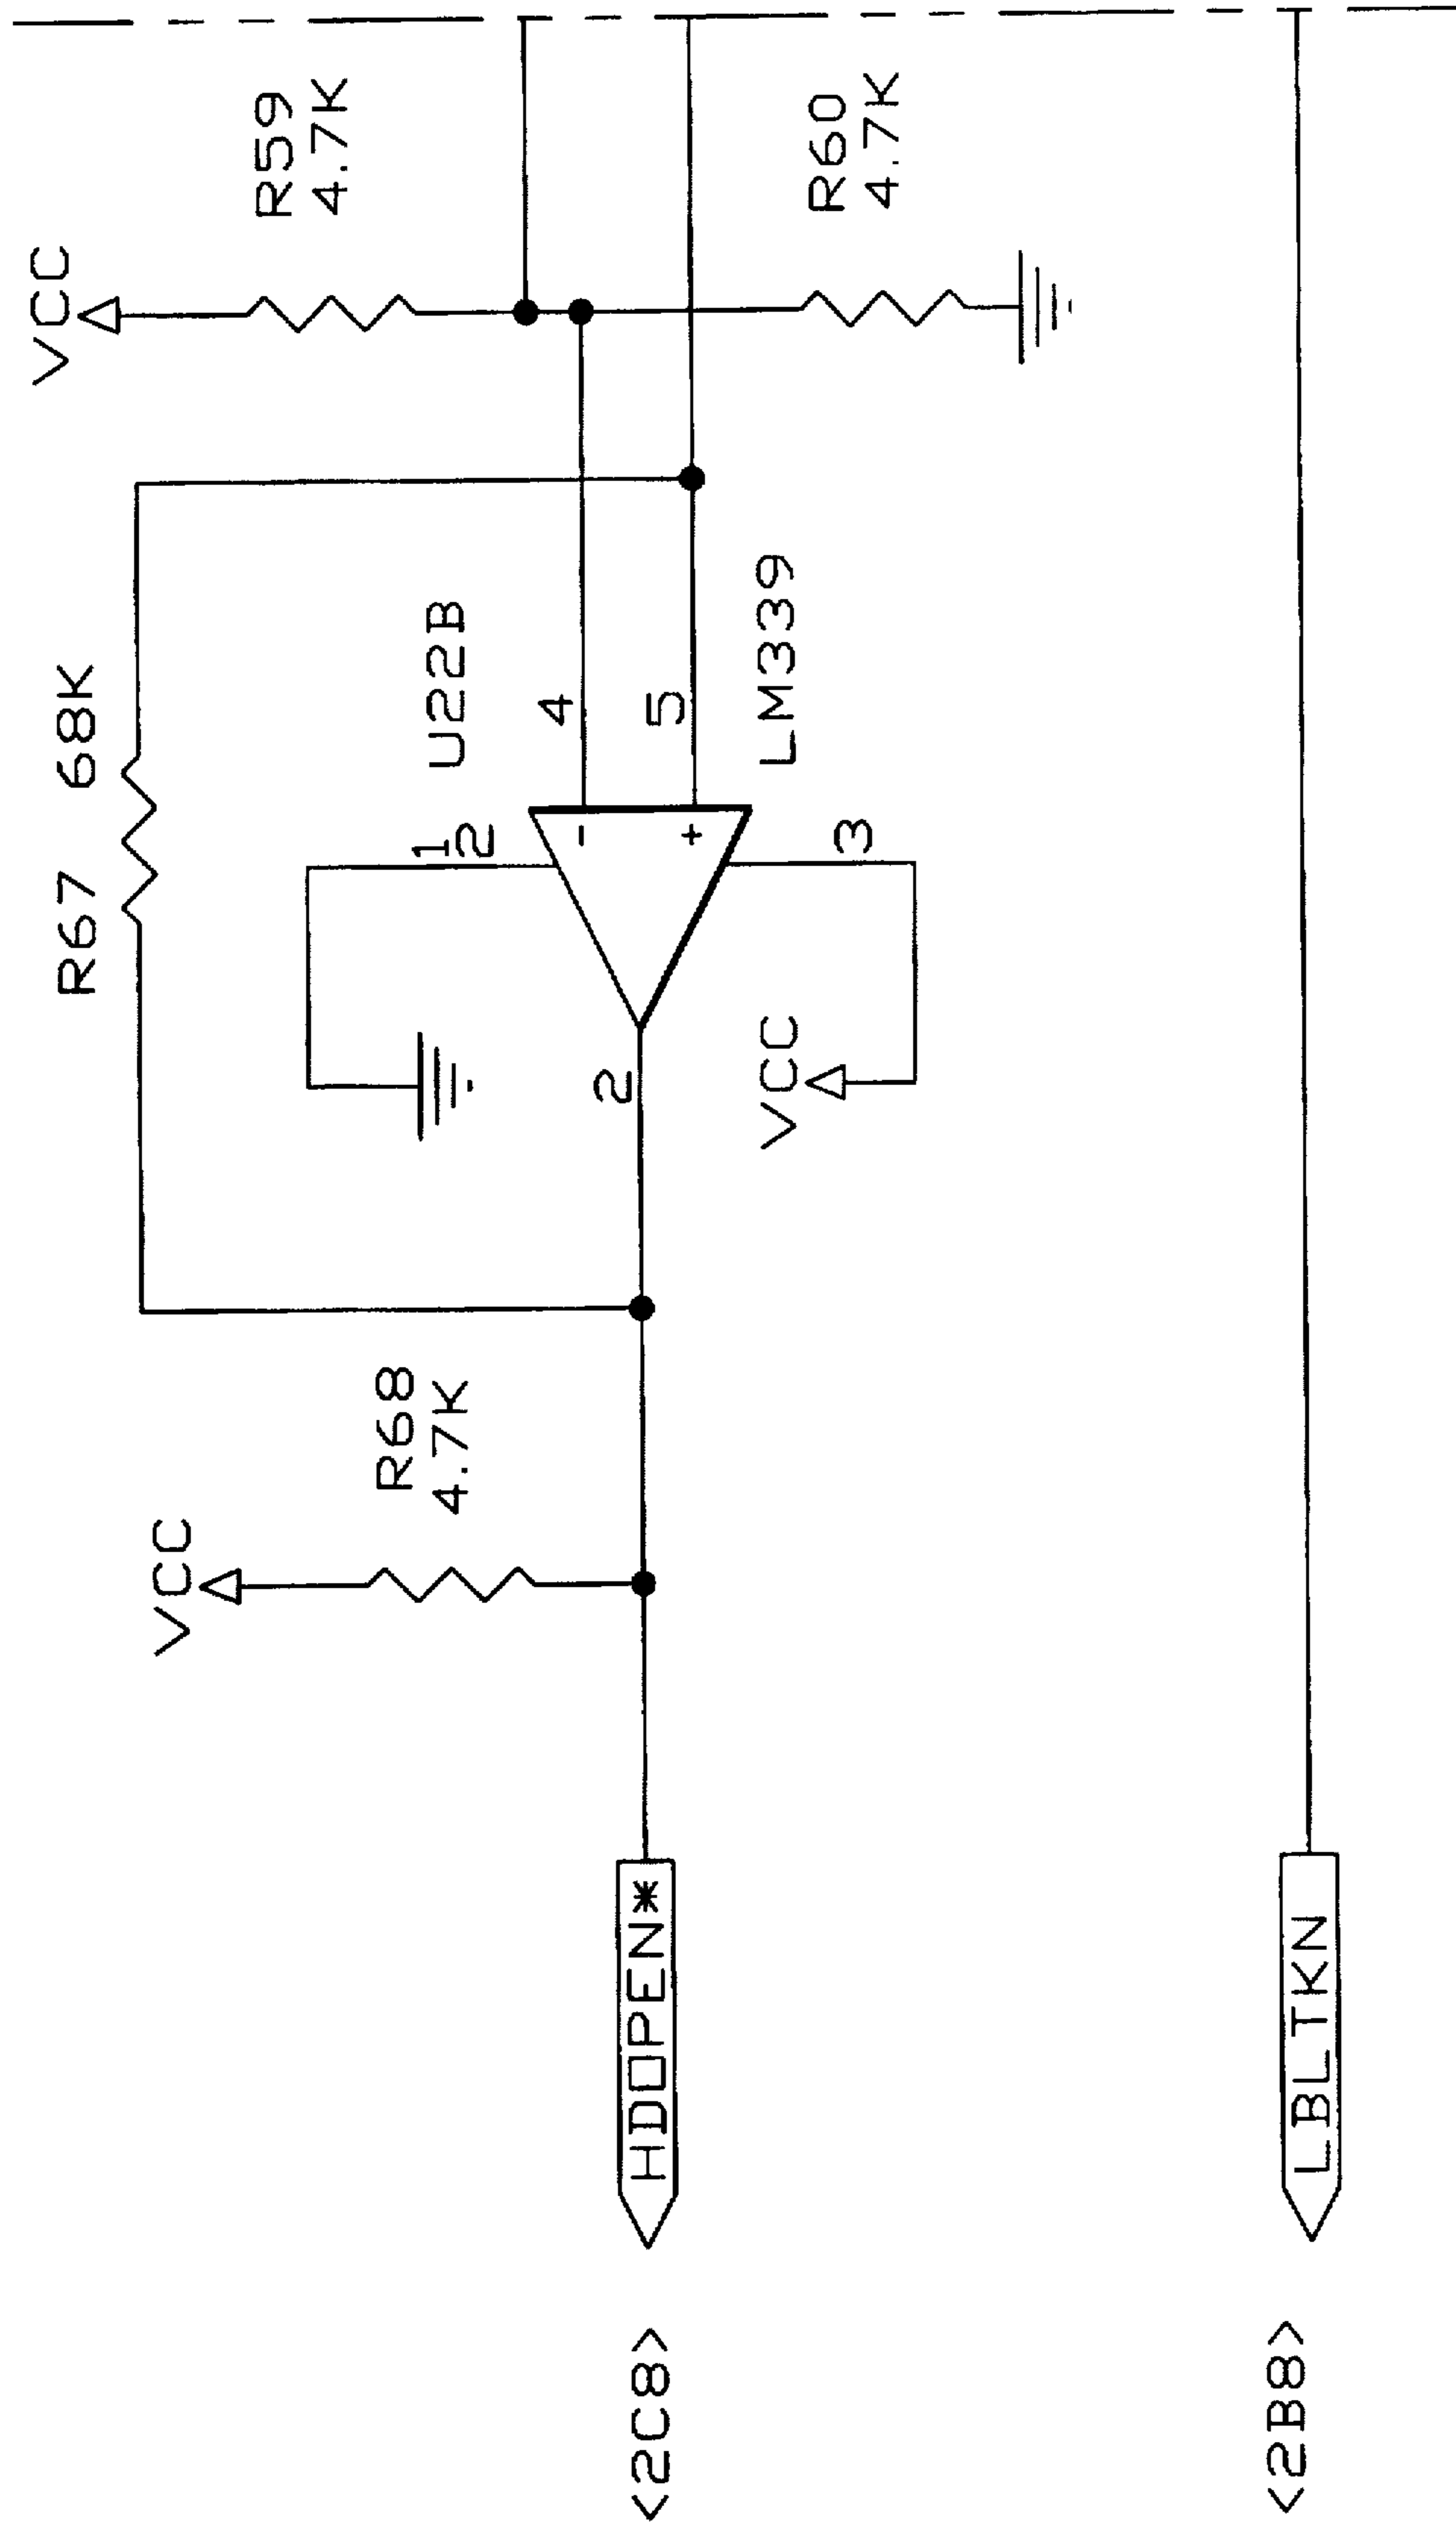 VCC
R59
4.7K
R60
4.7K
R67 68K
U22B
4
5
LM339
12
-
+
3
2
VCC
VCC
R68
4.7K
HDOPEN*
<2C8>
LBLTKN
<2B8>